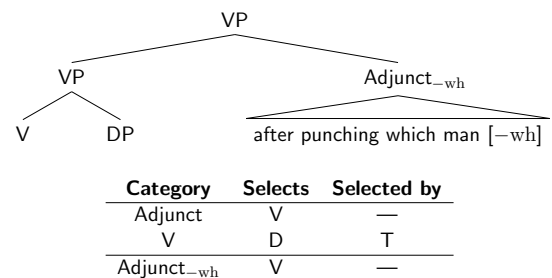 VP
VP Adjunct₋wh
V DP after punching which man [−wh]
Category Selects Selected by
Adjunct V —
V D T
Adjunct₋wh V —